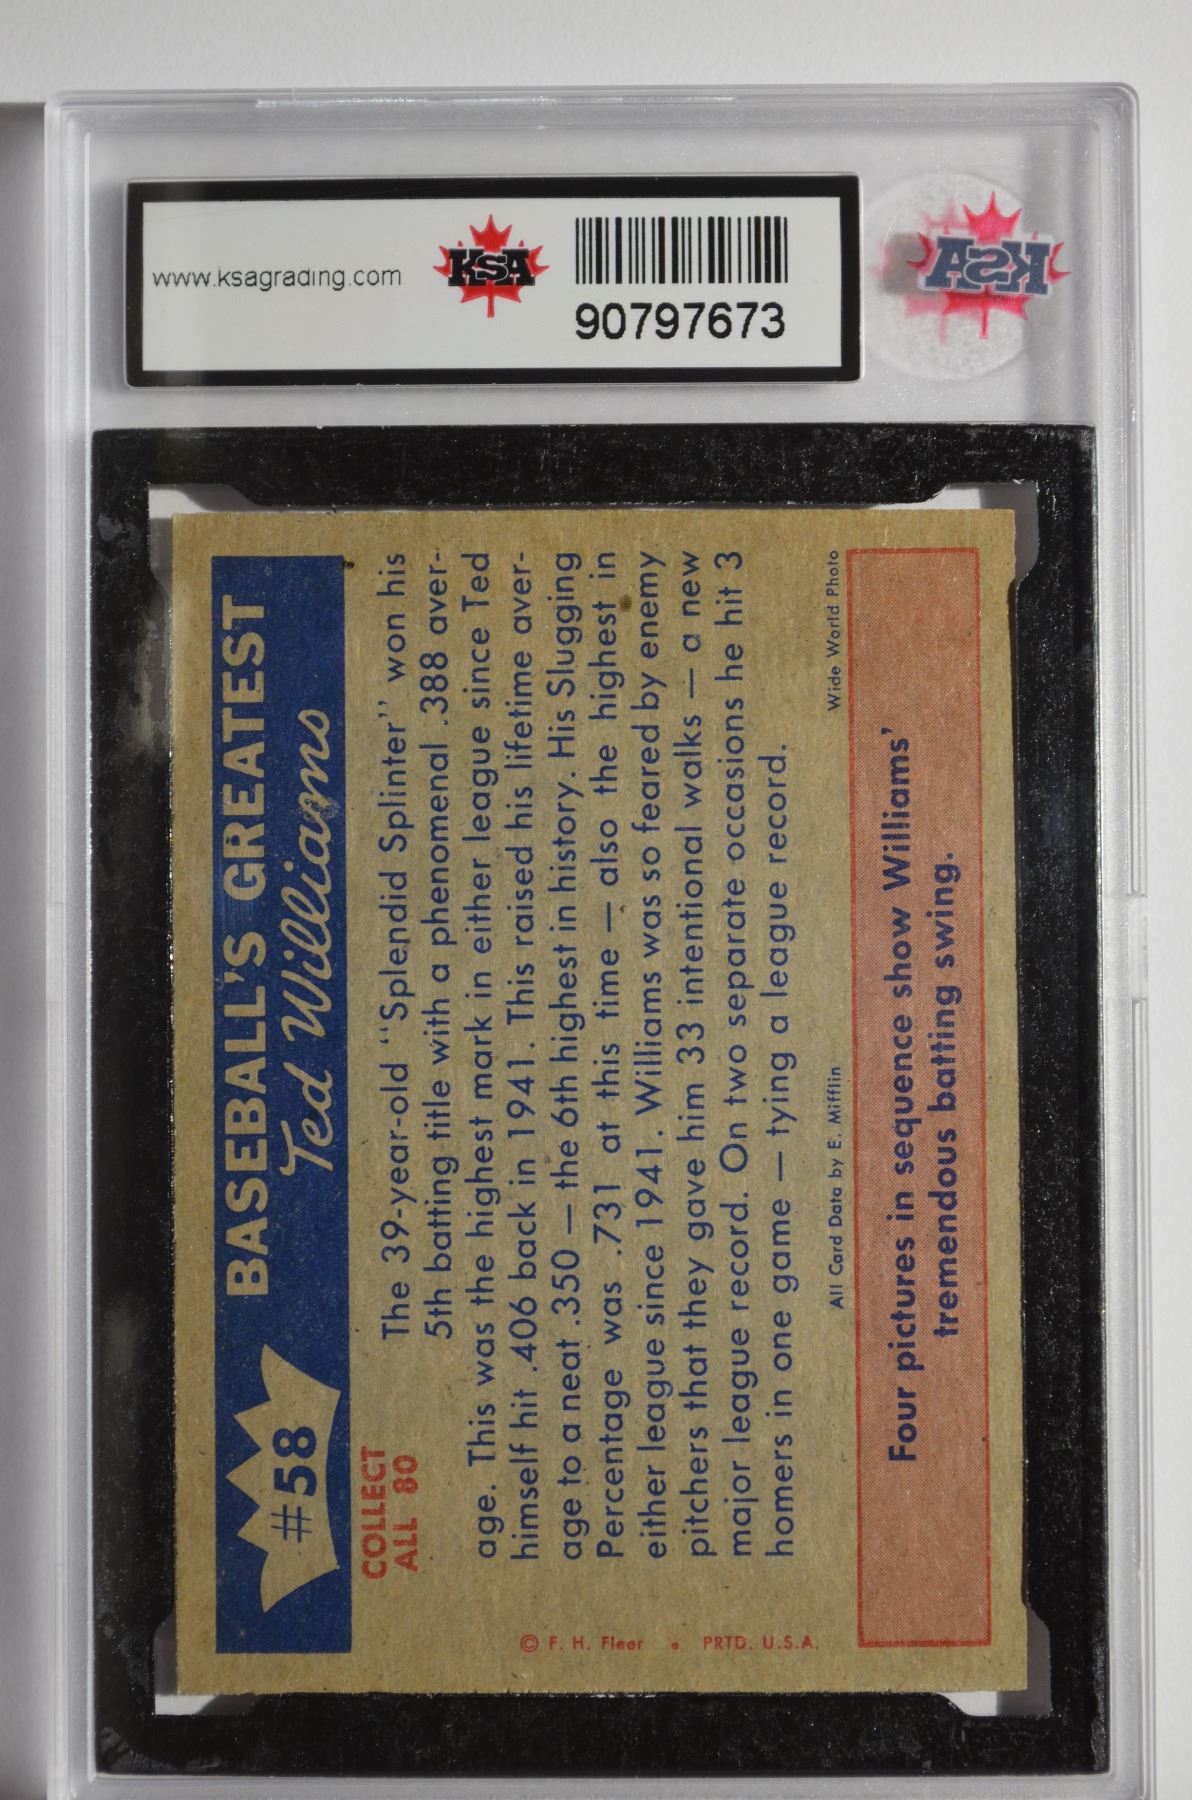 www.ksagrading.com
KSA
90797673
KSA
#58
BASEBALL'S GREATEST
Ted Williams
COLLECT
ALL 80
The 39-year-old "Splendid Splinter" won his
5th batting title with a phenomenal .388 aver-
age. This was the highest mark in either league since Ted
himself hit .406 back in 1941. This raised his lifetime aver-
age to a neat .350 — the 6th highest in history. His Slugging
Percentage was .731 at this time — also the highest in
either league since 1941. Williams was so feared by enemy
pitchers that they gave him 33 intentional walks — a new
major league record. On two separate occasions he hit 3
homers in one game — tying a league record.
All Card Data by E. Mifflin
Wide World Photo
© F. H. Fleer • PRTD. U.S.A.
Four pictures in sequence show Williams'
tremendous batting swing.